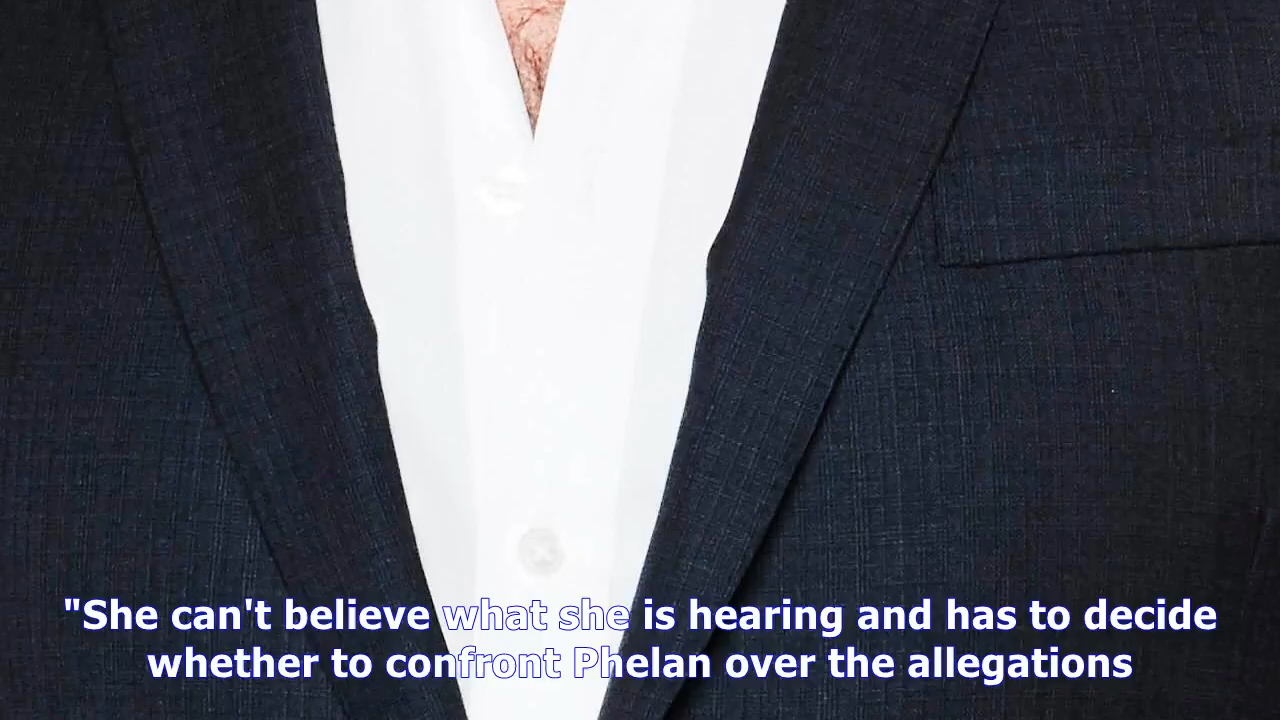 "She can't believe what she is hearing and has to decide
whether to confront Phelan over the allegations